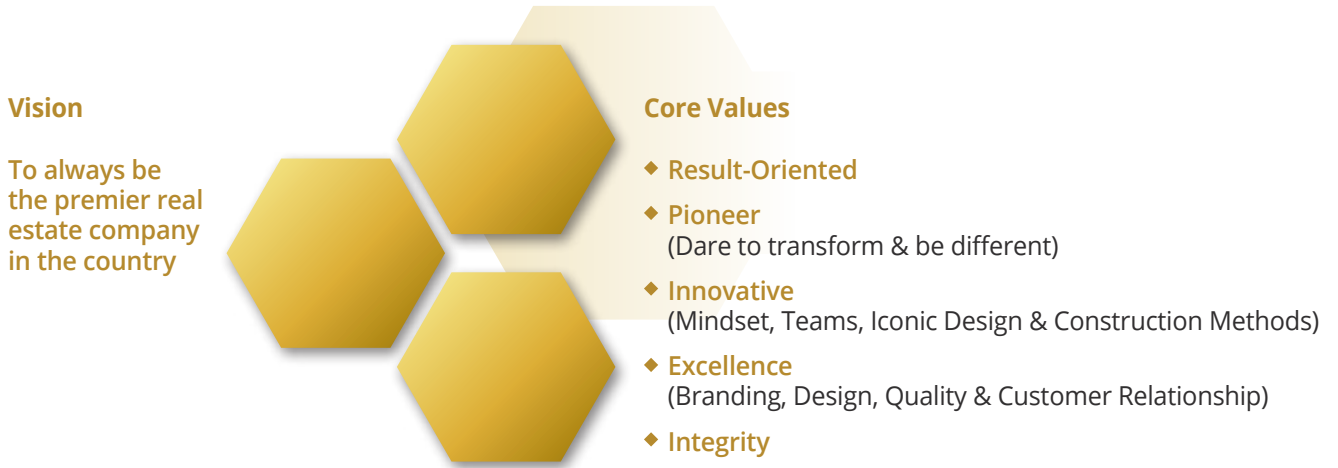 Vision
To always be
the premier real
estate company
in the country
Core Values
◆ Result-Oriented
◆ Pioneer
(Dare to transform & be different)
◆ Innovative
(Mindset, Teams, Iconic Design & Construction Methods)
◆ Excellence
(Branding, Design, Quality & Customer Relationship)
◆ Integrity